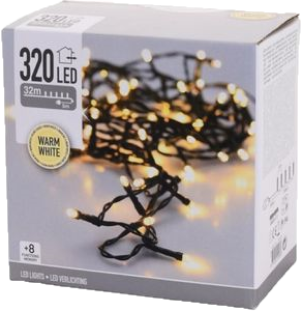 320 LED
32m
WARM
WHITE
+8
FUNCTIONS
LED LIGHTS • LED VERLICHTING